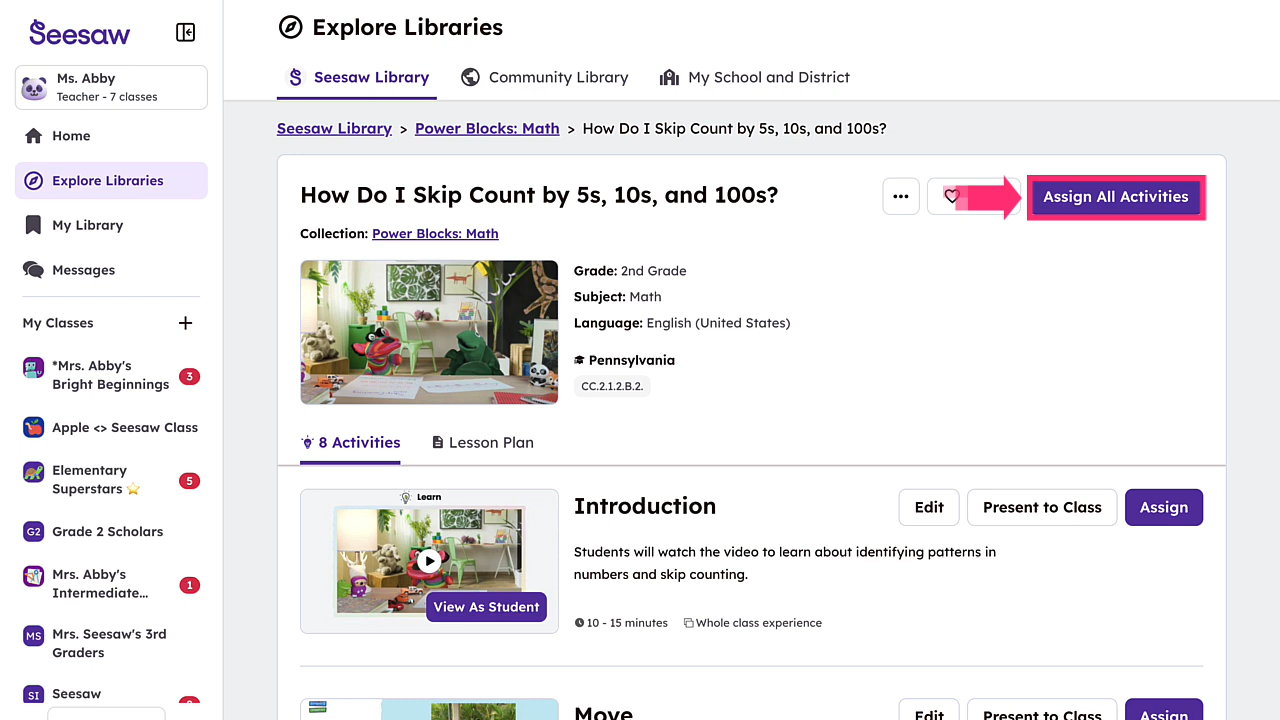 Seesaw
Ms. Abby
Teacher - 7 classes
Home
Explore Libraries
My Library
Messages
My Classes
*Mrs. Abby's
Bright Beginnings
3
Apple <> Seesaw Class
Elementary
Superstars ⭐
5
G2 Grade 2 Scholars
Mrs. Abby's
Intermediate...
1
MS Mrs. Seesaw's 3rd
Graders
SI Seesaw
Explore Libraries
Seesaw Library
Community Library
My School and District
Seesaw Library > Power Blocks: Math > How Do I Skip Count by 5s, 10s, and 100s?
How Do I Skip Count by 5s, 10s, and 100s?
Assign All Activities
Collection: Power Blocks: Math
Grade: 2nd Grade
Subject: Math
Language: English (United States)
Pennsylvania
CC.2.1.2.B.2.
8 Activities
Lesson Plan
Learn
View As Student
Introduction
Edit
Present to Class
Assign
Students will watch the video to learn about identifying patterns in
numbers and skip counting.
10 - 15 minutes
Whole class experience
Move
Edit
Present to Class
Assign